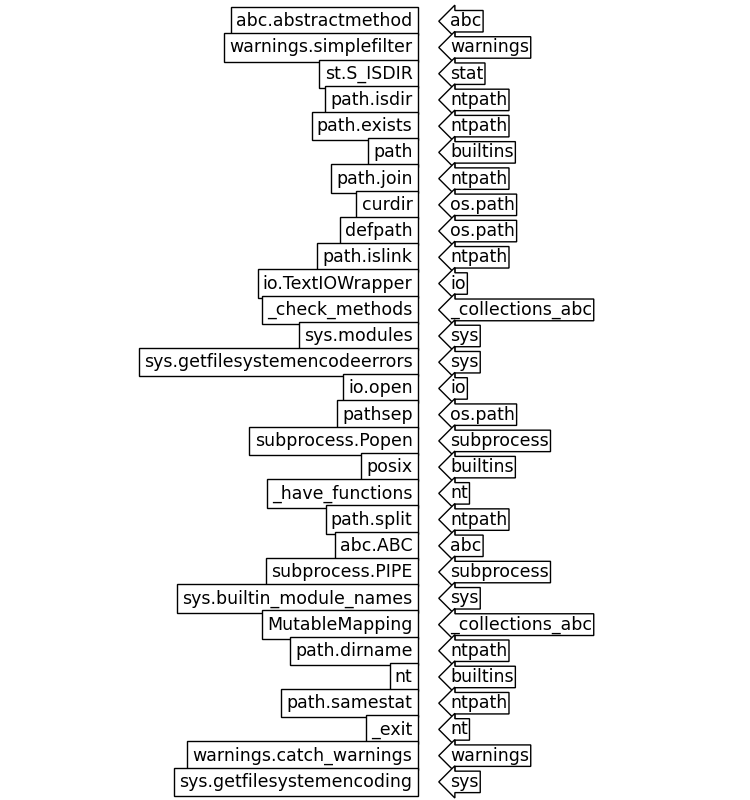 abc.abstractmethod abc
warnings.simplefilter warnings
st.S_ISDIR stat
path.isdir ntpath
path.exists ntpath
path builtins
path.join ntpath
curdir os.path
defpath os.path
path.islink ntpath
io.TextIOWrapper io
_check_methods _collections_abc
sys.modules sys
sys.getfilesystemencodeerrors sys
io.open io
pathsep os.path
subprocess.Popen subprocess
posix builtins
_have_functions nt
path.split ntpath
abc.ABC abc
subprocess.PIPE subprocess
sys.builtin_module_names sys
MutableMapping _collections_abc
path.dirname ntpath
nt builtins
path.samestat ntpath
_exit nt
warnings.catch_warnings warnings
sys.getfilesystemencoding sys